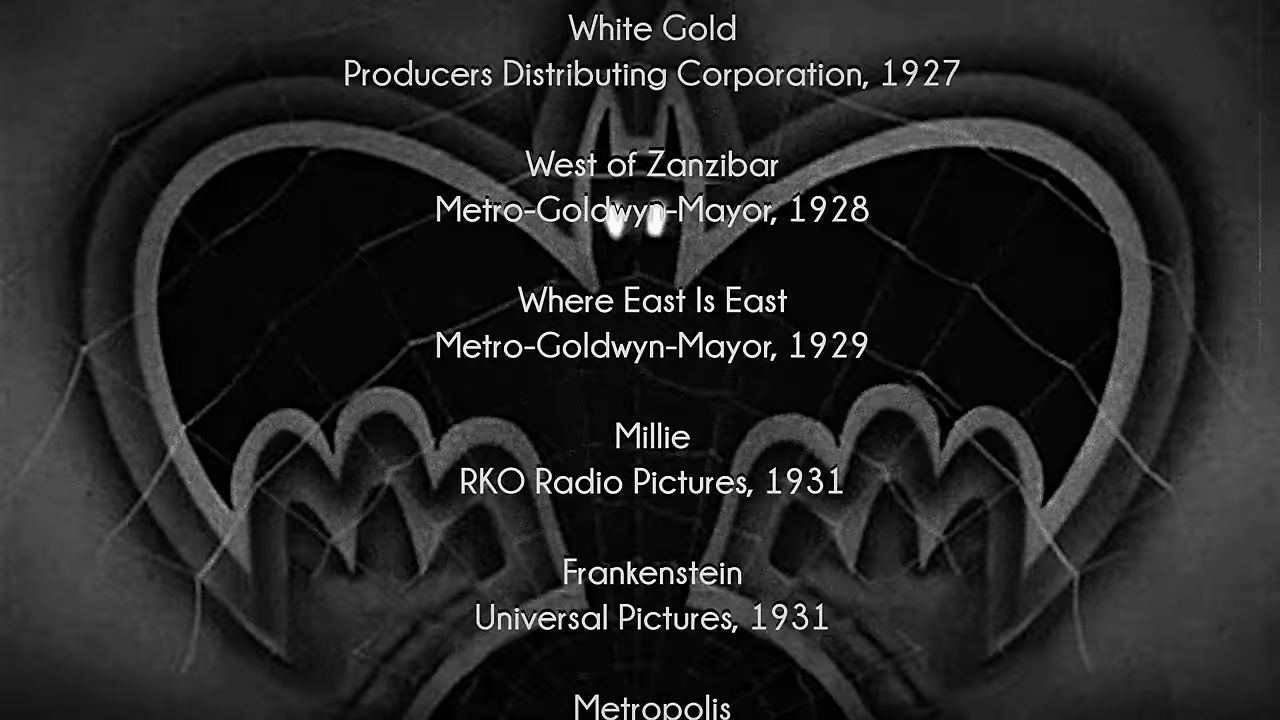 White Gold
Producers Distributing Corporation, 1927
West of Zanzibar
Metro-Goldwyn-Mayor, 1928
Where East Is East
Metro-Goldwyn-Mayor, 1929
Millie
RKO Radio Pictures, 1931
Frankenstein
Universal Pictures, 1931
Metropolis